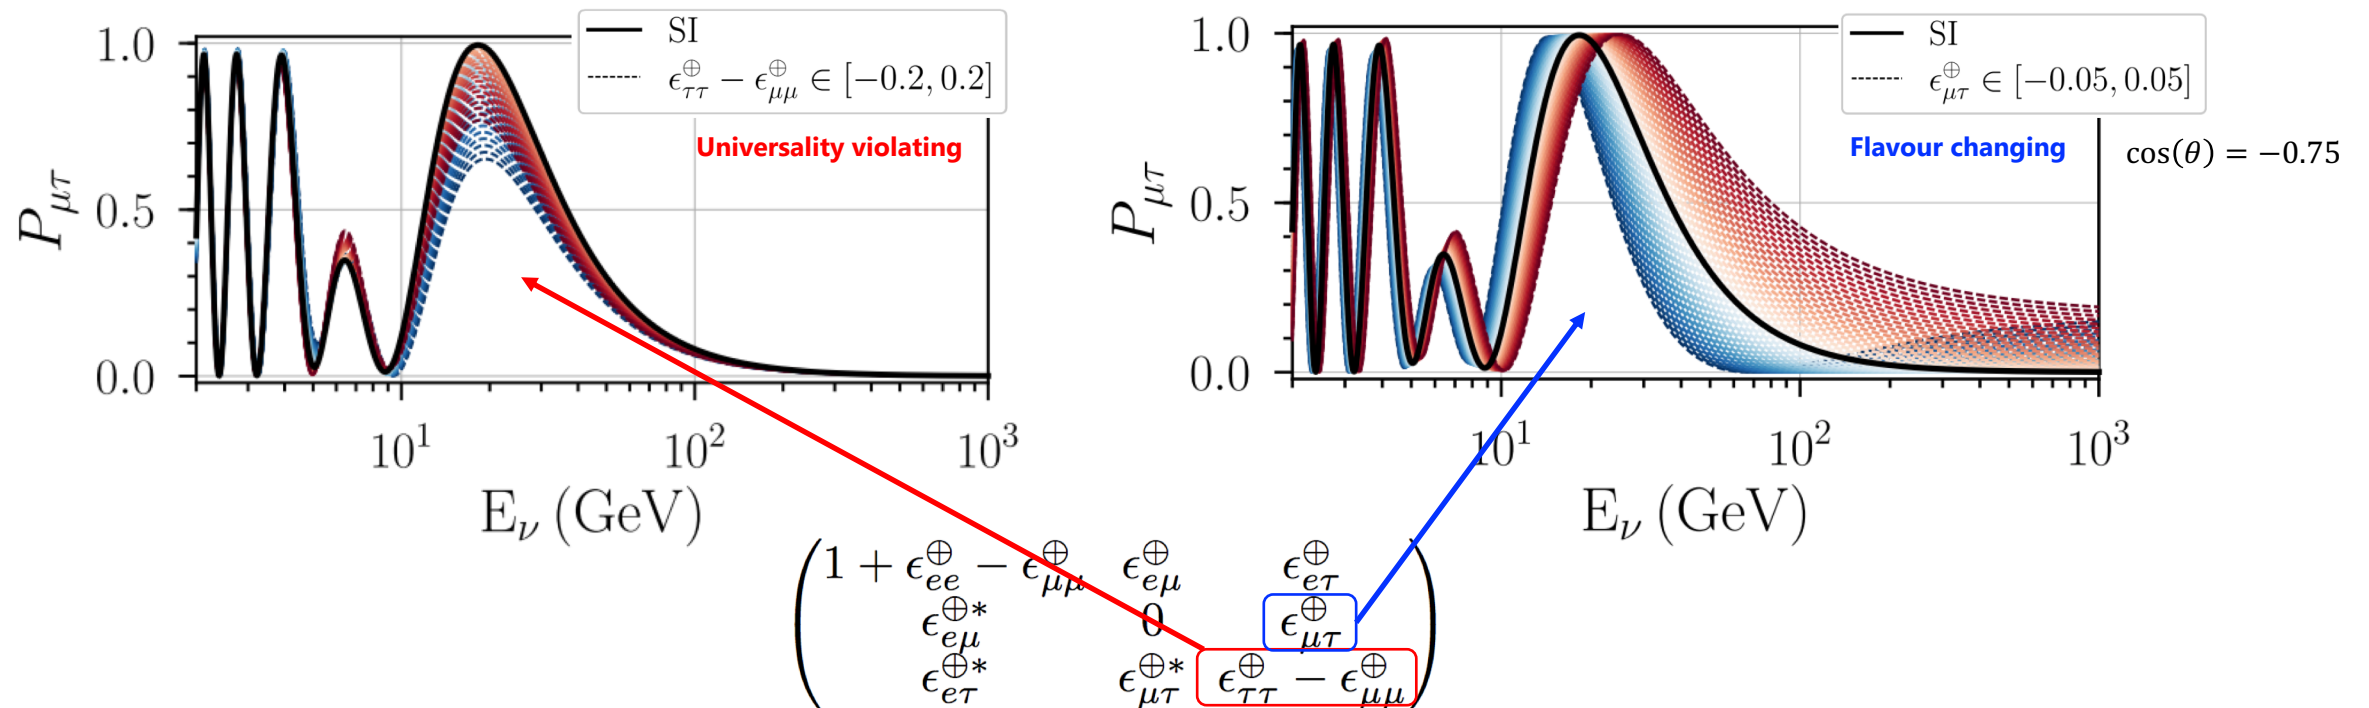 1.0
0.5
0.0
P_{μτ}
SI
ϵ^⊕_{ττ} − ϵ^⊕_{μμ} ∈ [−0.2, 0.2]
Universality violating
10^1 10^2 10^3
E_ν (GeV)
1.0
0.5
0.0
P_{μτ}
SI
ϵ^⊕_{μτ} ∈ [−0.05, 0.05]
Flavour changing
cos(θ) = −0.75
10^1 10^2 10^3
E_ν (GeV)
1 + ϵ^⊕_{ee} − ϵ^⊕_{μμ} ϵ^⊕_{eμ} ϵ^⊕_{eτ}
ϵ^{⊕*}_{eμ} 0 ϵ^⊕_{μτ}
ϵ^{⊕*}_{eτ} ϵ^{⊕*}_{μτ} ϵ^⊕_{ττ} − ϵ^⊕_{μμ}